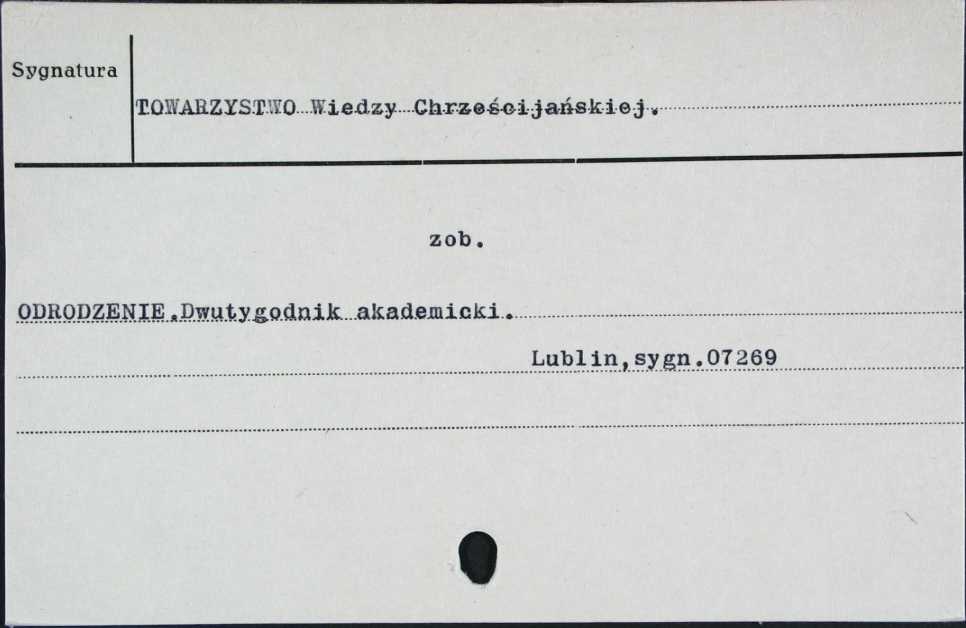 Sygnatura
TOWARZYSTWO Wiedzy Chrześcijańskiej.
zob.
ODRODZENIE.Dwutygodnik akademicki.
Lublin,sygn.07269